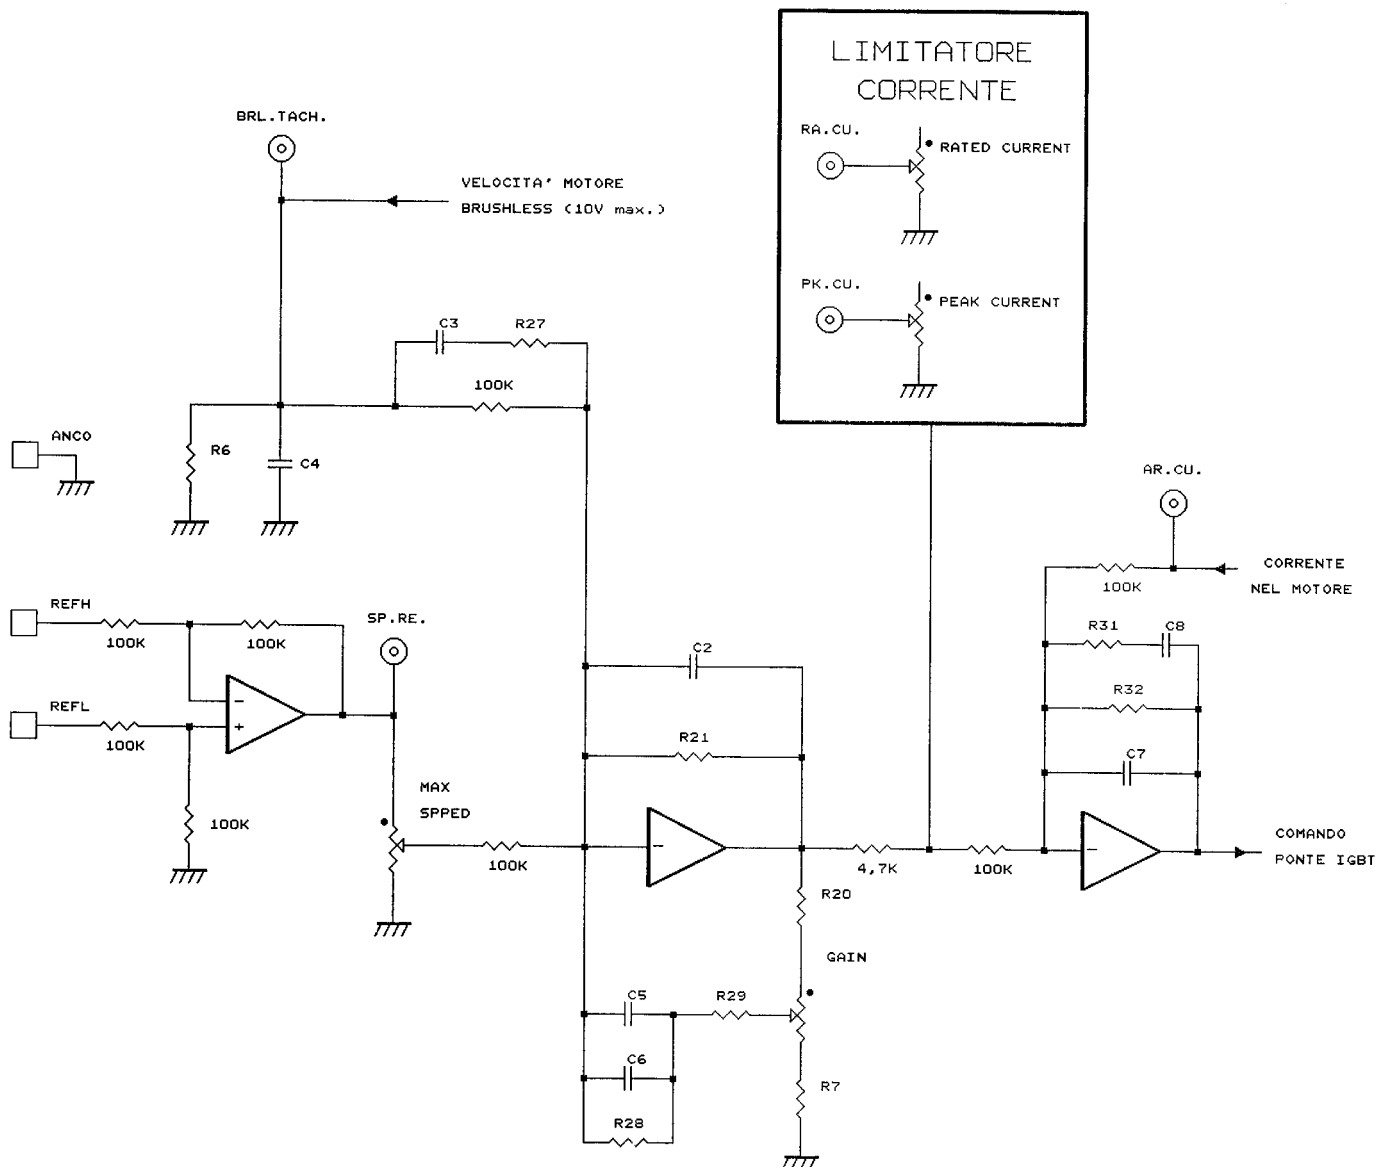 LIMITATORE
CORRENTE
RA.CU.
RATED CURRENT
PK.CU.
PEAK CURRENT
BRL.TACH.
VELOCITA' MOTORE
BRUSHLESS (10V max.)
C3
R27
100K
ANCO
R6
C4
AR.CU.
CORRENTE
NEL MOTORE
100K
REFH
100K
100K
SP.RE.
R31
C8
C2
R32
REFL
100K
R21
C7
MAX
SPPED
100K
100K
4,7K
100K
COMANDO
PONTE IGBT
R20
GAIN
C5
R29
C6
R7
R28
-
+
-
-